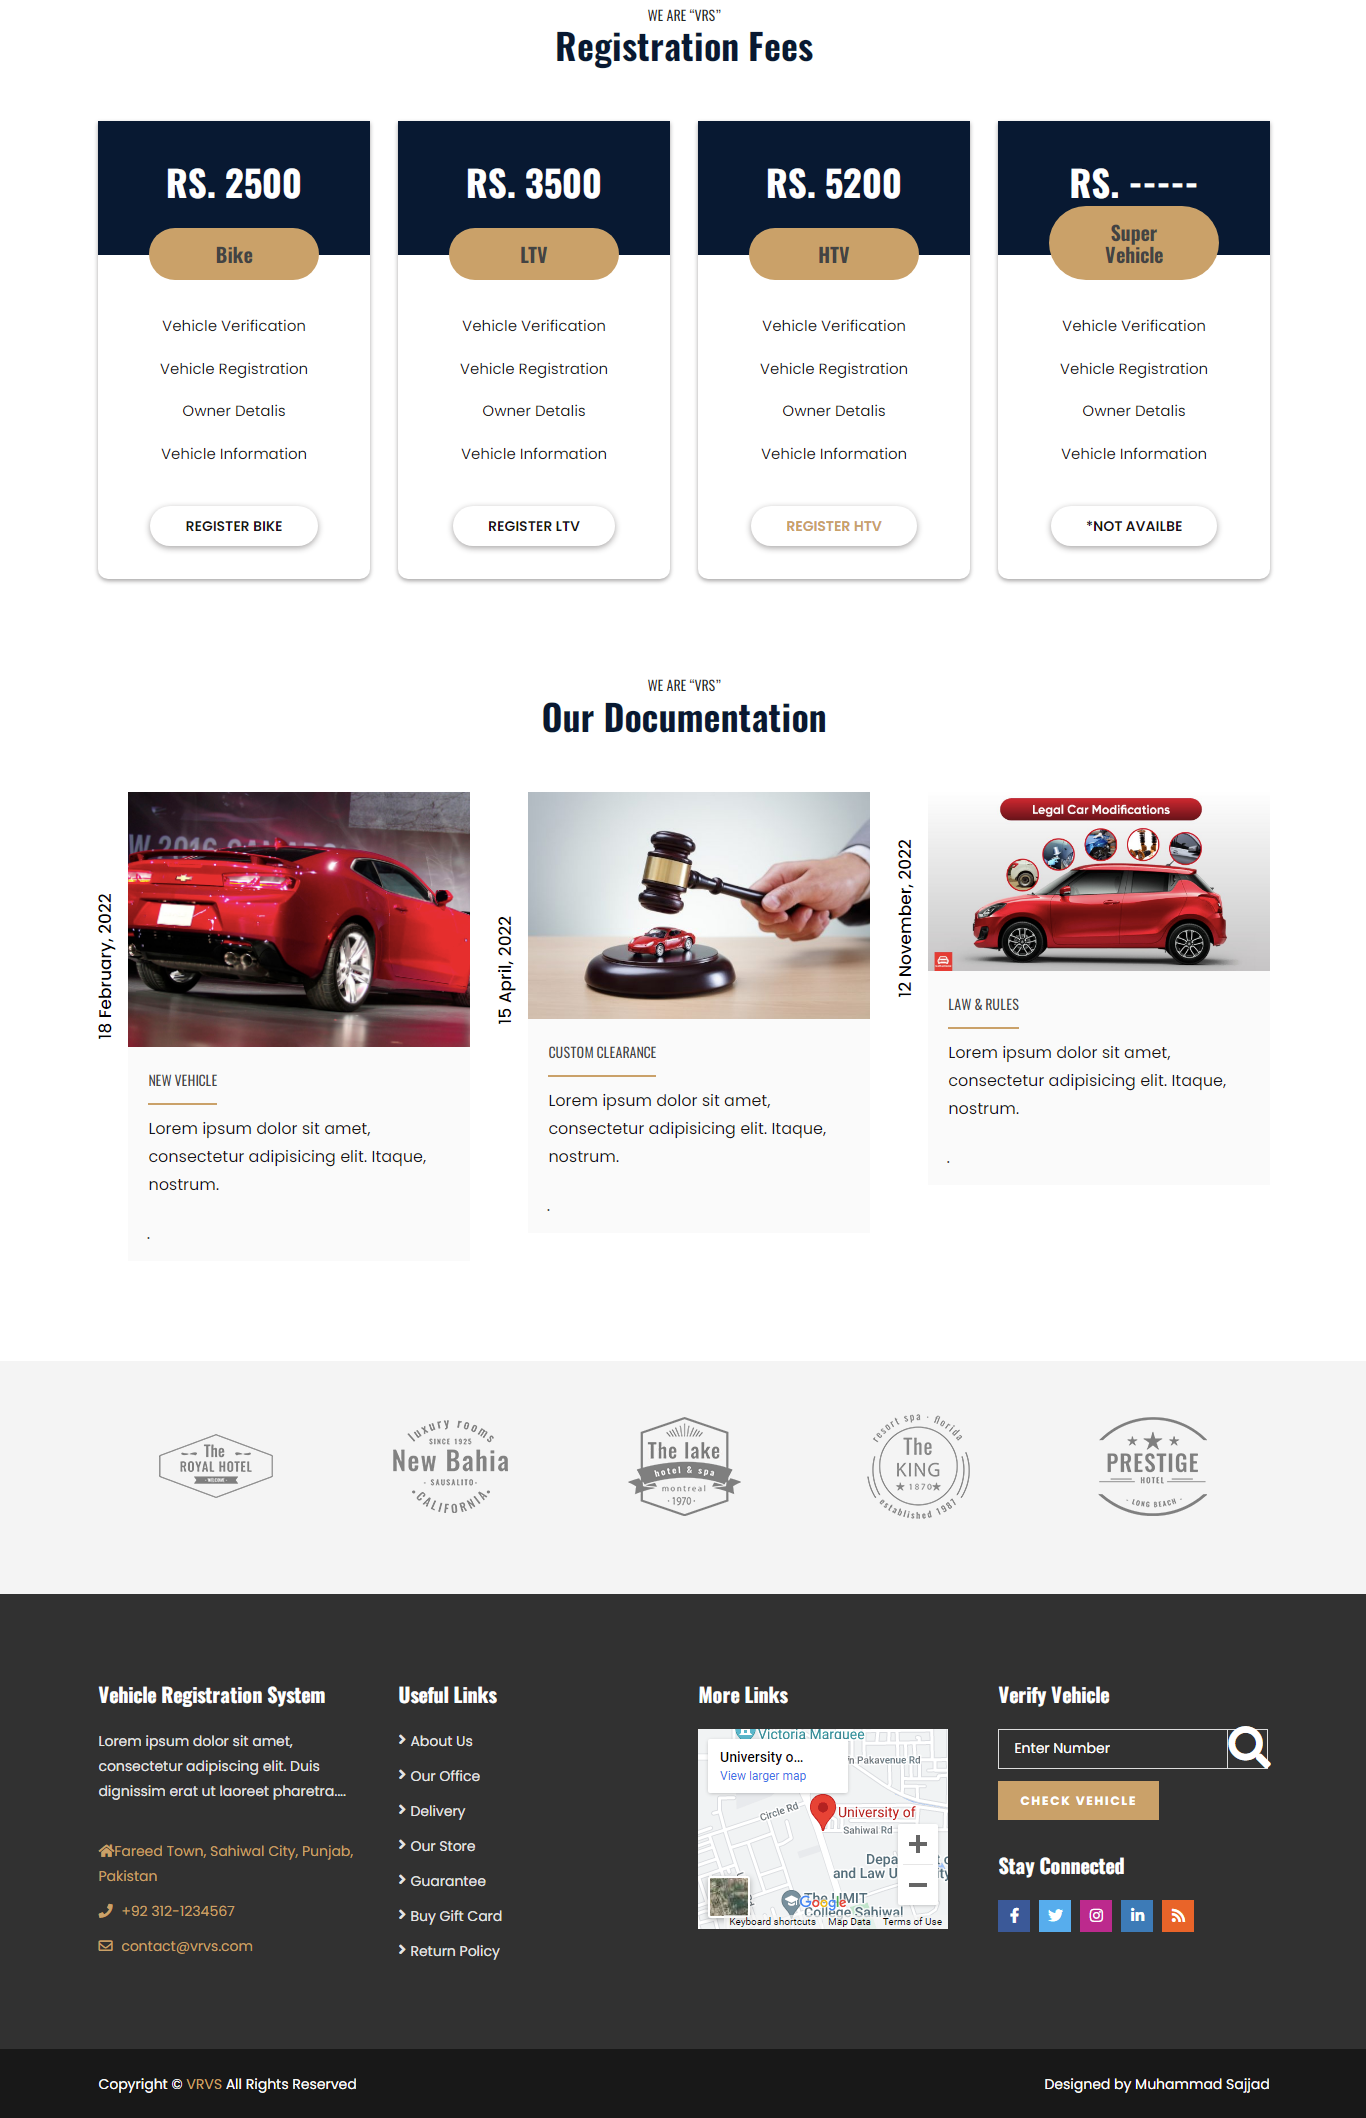 WE ARE “VRS”
Registration Fees
RS. 2500
Bike
Vehicle Verification
Vehicle Registration
Owner Detalis
Vehicle Information
REGISTER BIKE
RS. 3500
LTV
Vehicle Verification
Vehicle Registration
Owner Detalis
Vehicle Information
REGISTER LTV
RS. 5200
HTV
Vehicle Verification
Vehicle Registration
Owner Detalis
Vehicle Information
REGISTER HTV
RS. -----
Super
Vehicle
Vehicle Verification
Vehicle Registration
Owner Detalis
Vehicle Information
*NOT AVAILBE
WE ARE “VRS”
Our Documentation
18 February, 2022
NEW VEHICLE
Lorem ipsum dolor sit amet,
consectetur adipisicing elit. Itaque,
nostrum.
.
15 April, 2022
CUSTOM CLEARANCE
Lorem ipsum dolor sit amet,
consectetur adipisicing elit. Itaque,
nostrum.
.
12 November, 2022
Legal Car Modifications
LAW & RULES
Lorem ipsum dolor sit amet,
consectetur adipisicing elit. Itaque,
nostrum.
.
The
ROYAL HOTEL
WELCOME
luxury rooms
SINCE 1925
New Bahia
· SAUSALITO ·
• CALIFORNIA •
The lake
hotel & spa
montreal
· 1970 ·
resort spa · florida
The
KING
★ 1870 ★
established 1987
PRESTIGE
HOTEL
· LONG BEACH ·
Vehicle Registration System
Lorem ipsum dolor sit amet,
consectetur adipiscing elit. Duis
dignissim erat ut laoreet pharetra....
Fareed Town, Sahiwal City, Punjab,
Pakistan
+92 312-1234567
contact@vrvs.com
Useful Links
About Us
Our Office
Delivery
Our Store
Guarantee
Buy Gift Card
Return Policy
More Links
Victoria Marquee
University o...
View larger map
n Pakavenue Rd
Circle Rd
University of
Sahiwal Rd
and Law U
The LIMIT
College Sahiwal
Google
Keyboard shortcuts
Map Data
Terms of Use
Verify Vehicle
Enter Number
CHECK VEHICLE
Stay Connected
Copyright © VRVS All Rights Reserved
Designed by Muhammad Sajjad